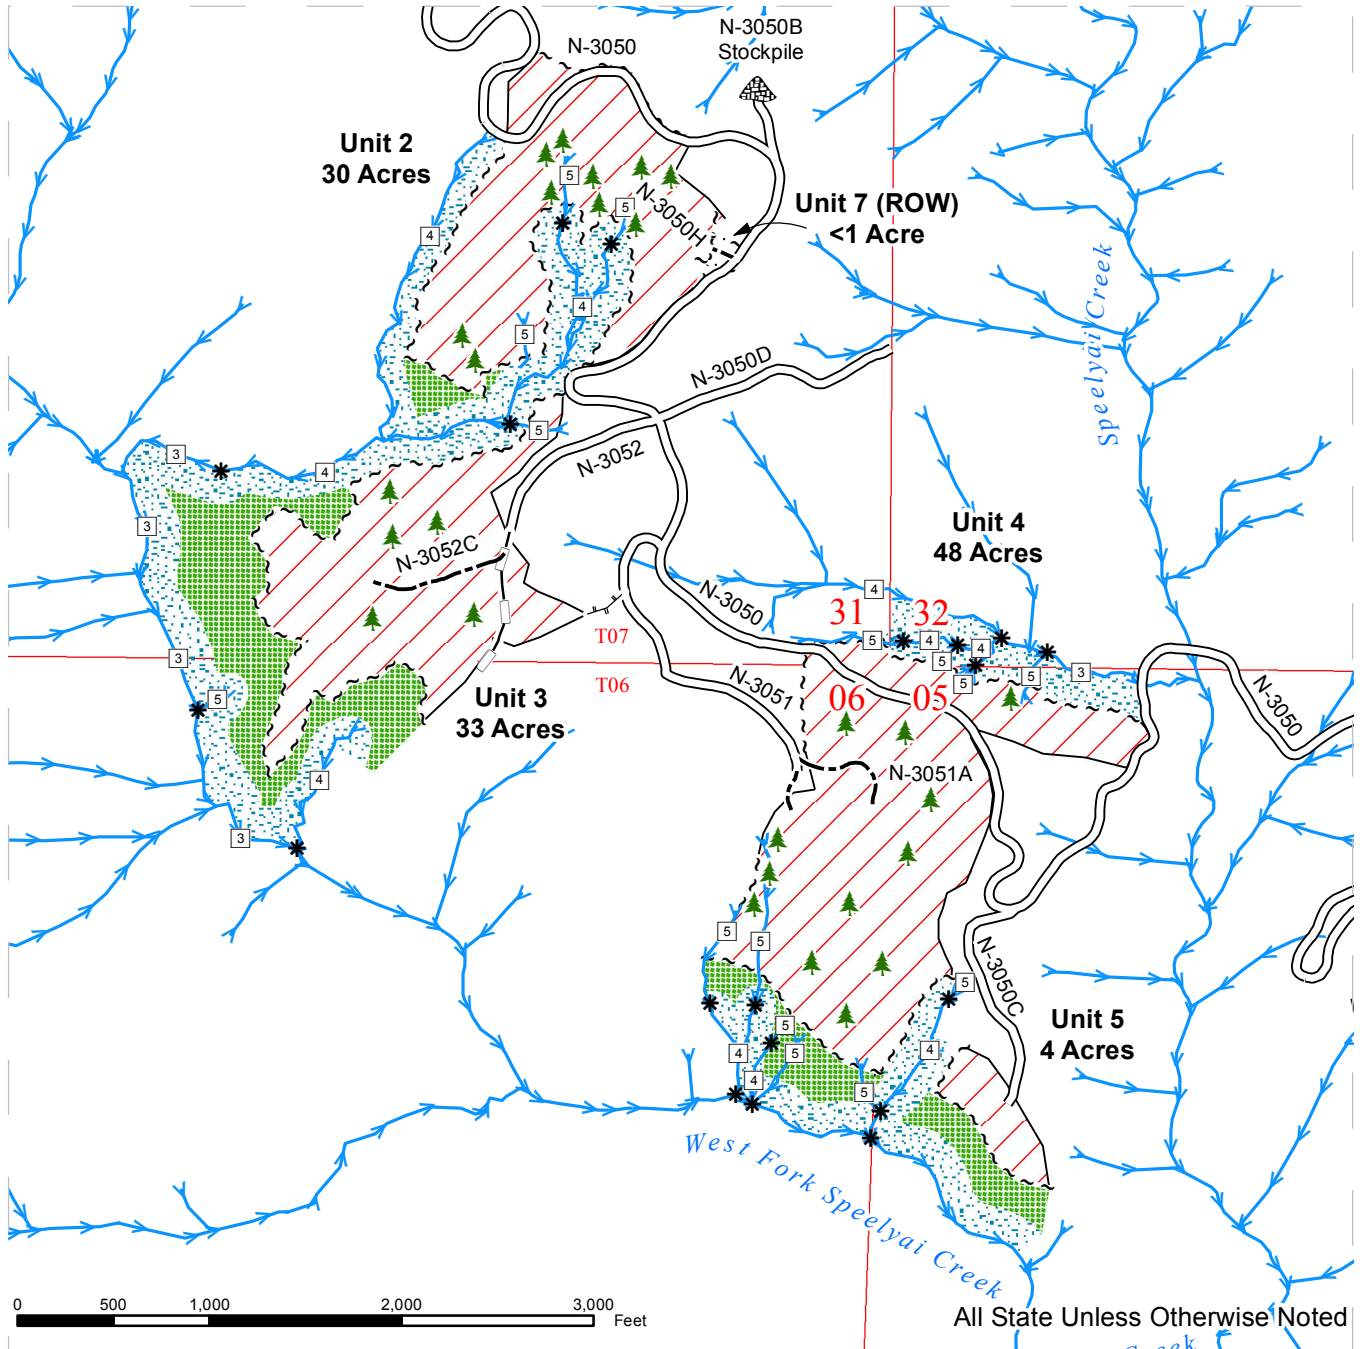 N-3050B
Stockpile
N-3050
Unit 2
30 Acres
5
N-3050H
5
Unit 7 (ROW)
<1 Acre
4
4
5
Speelyai Creek
N-3050D
5
3
4
N-3052
3
Unit 4
48 Acres
N-3052C
N-3050
4
31
32
5
4
4
5
T07
3
3
T06
5
5
5
N-3051
06
05
Unit 3
33 Acres
N-3050
4
N-3051A
3
5
5
N-3050C
5
Unit 5
4 Acres
5
5
4
4
4
5
West Fork Speelyai Creek
0
500
1,000
2,000
3,000
Feet
All State Unless Otherwise Noted
Creek